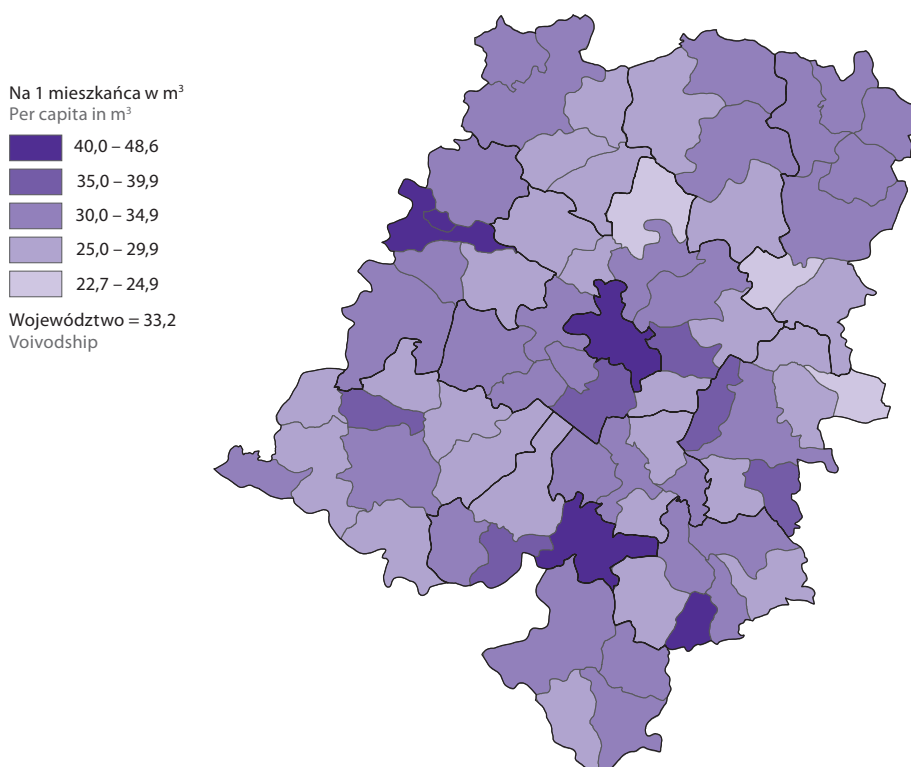 Na 1 mieszkańca w m³
Per capita in m³
40,0 – 48,6
35,0 – 39,9
30,0 – 34,9
25,0 – 29,9
22,7 – 24,9
Województwo = 33,2
Voivodship